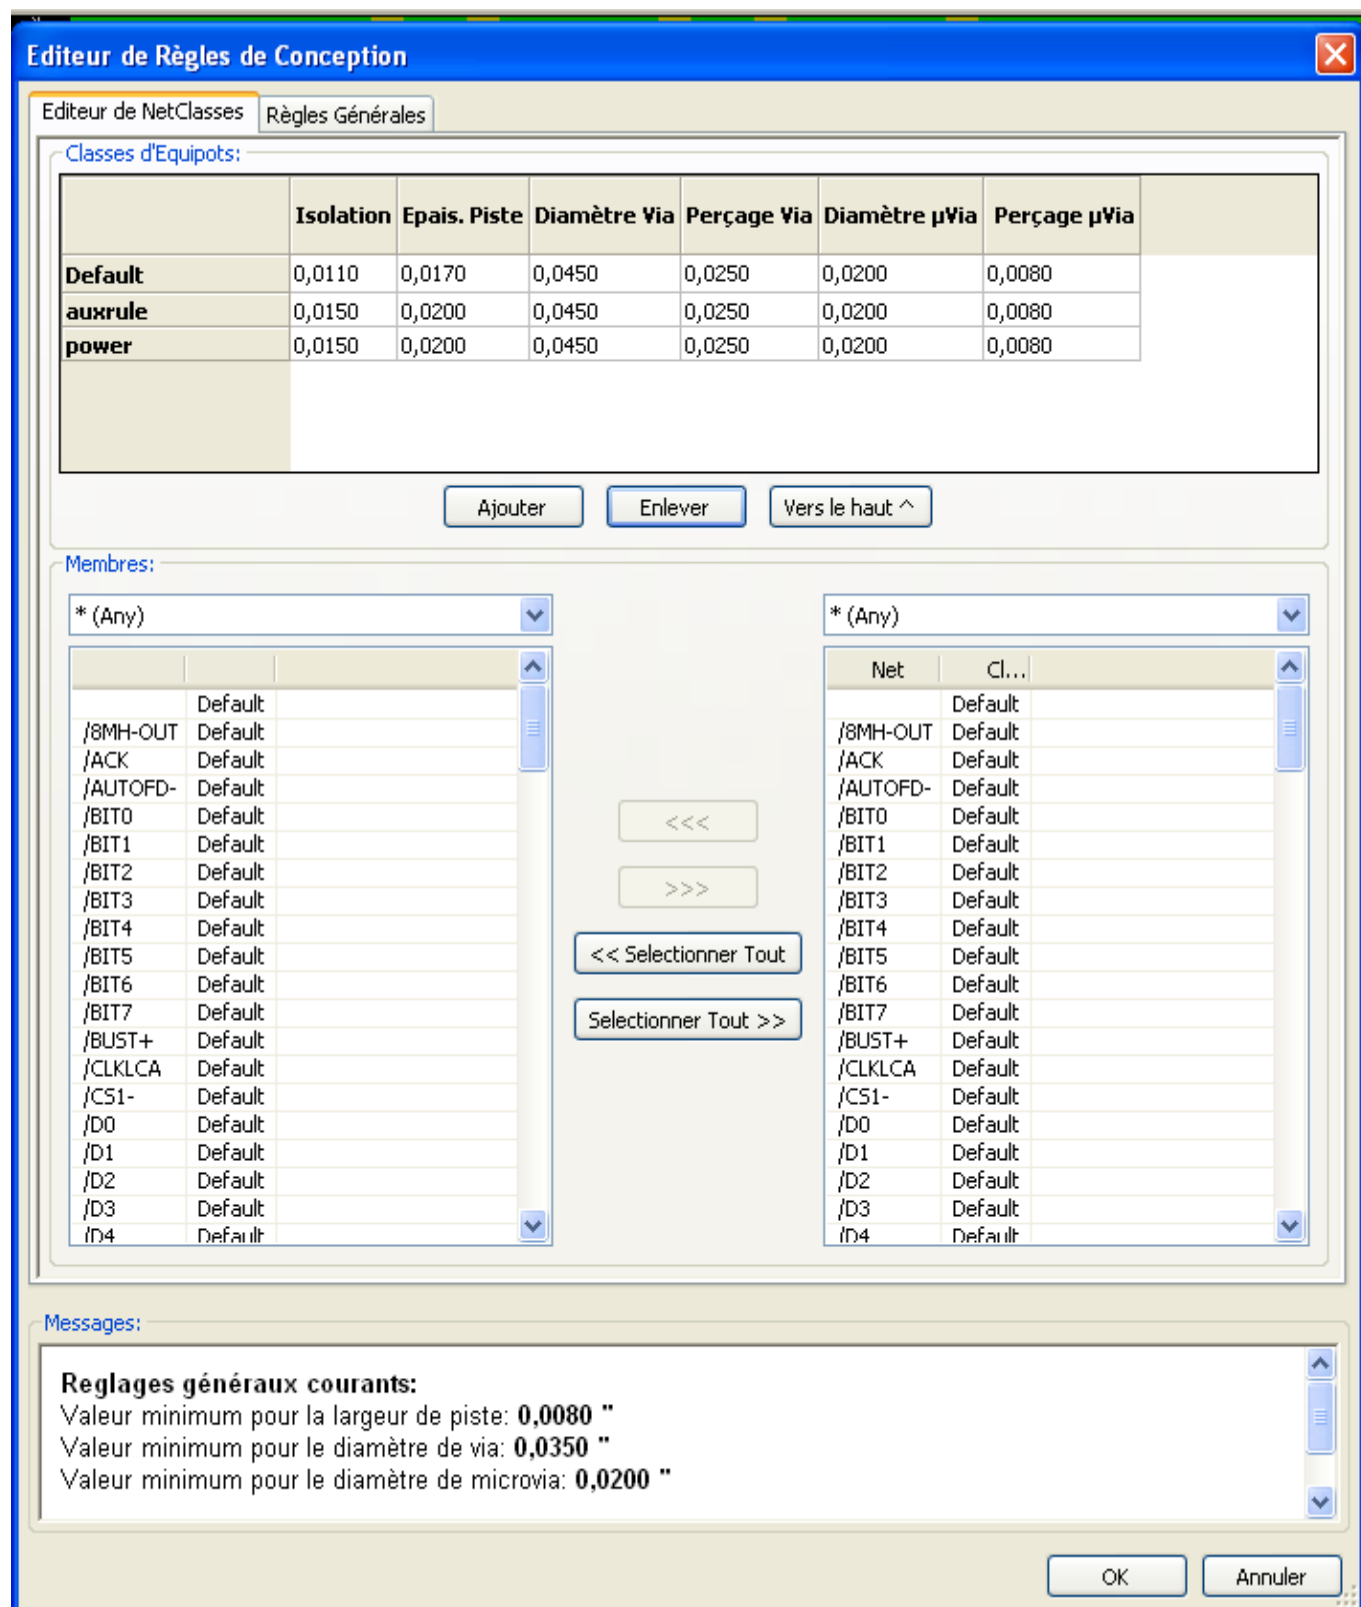 Editeur de Règles de Conception
Editeur de NetClasses Règles Générales
Classes d'Equipots:
Isolation Epais. Piste Diamètre Via Perçage Via Diamètre µVia Perçage µVia
Default 0,0110 0,0170 0,0450 0,0250 0,0200 0,0080
auxrule 0,0150 0,0200 0,0450 0,0250 0,0200 0,0080
power 0,0150 0,0200 0,0450 0,0250 0,0200 0,0080
Ajouter Enlever Vers le haut ^
Membres:
* (Any) * (Any)
Net Cl...
Default Default
/8MH-OUT Default /8MH-OUT Default
/ACK Default /ACK Default
/AUTOFD- Default /AUTOFD- Default
/BIT0 Default /BIT0 Default
<<<
/BIT1 Default /BIT1 Default
/BIT2 Default /BIT2 Default
>>>
/BIT3 Default /BIT3 Default
/BIT4 Default /BIT4 Default
/BIT5 Default << Selectionner Tout /BIT5 Default
/BIT6 Default /BIT6 Default
/BIT7 Default Selectionner Tout >> /BIT7 Default
/BUST+ Default /BUST+ Default
/CLKLCA Default /CLKLCA Default
/CS1- Default /CS1- Default
/D0 Default /D0 Default
/D1 Default /D1 Default
/D2 Default /D2 Default
/D3 Default /D3 Default
/D4 Default /D4 Default
Messages:
Reglages généraux courants:
Valeur minimum pour la largeur de piste: 0,0080 "
Valeur minimum pour le diamètre de via: 0,0350 "
Valeur minimum pour le diamètre de microvia: 0,0200 "
OK Annuler